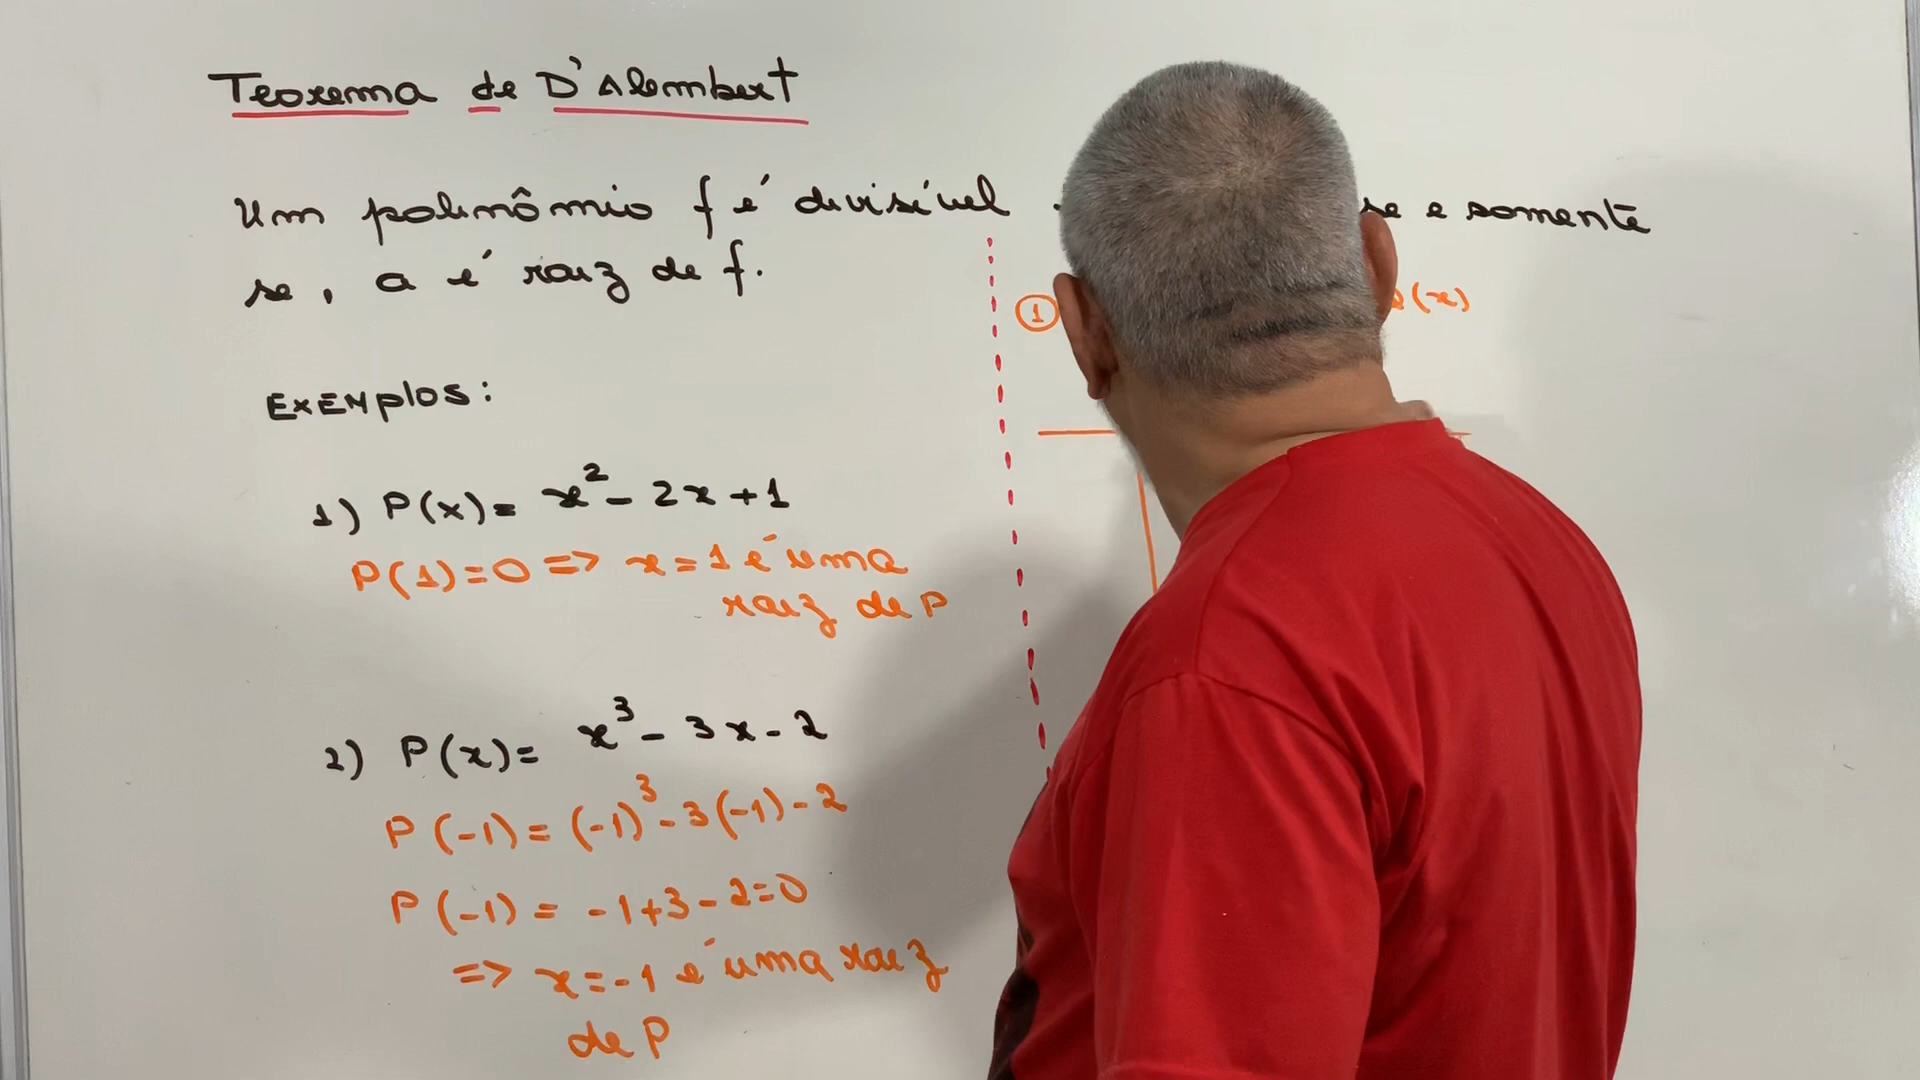 Teorema de D'Alembert
Um polinômio f é divisível se e somente
se, a é raiz de f.
① (x)
EXEMPLOS:
1) P(x)= x² - 2x + 1
P(1)=0 => x=1 é uma
raiz de P
2) P(x)= x³ - 3x - 2
P(-1) = (-1)³ - 3(-1) - 2
P(-1) = -1+3-2=0
=> x=-1 é uma raiz
de P